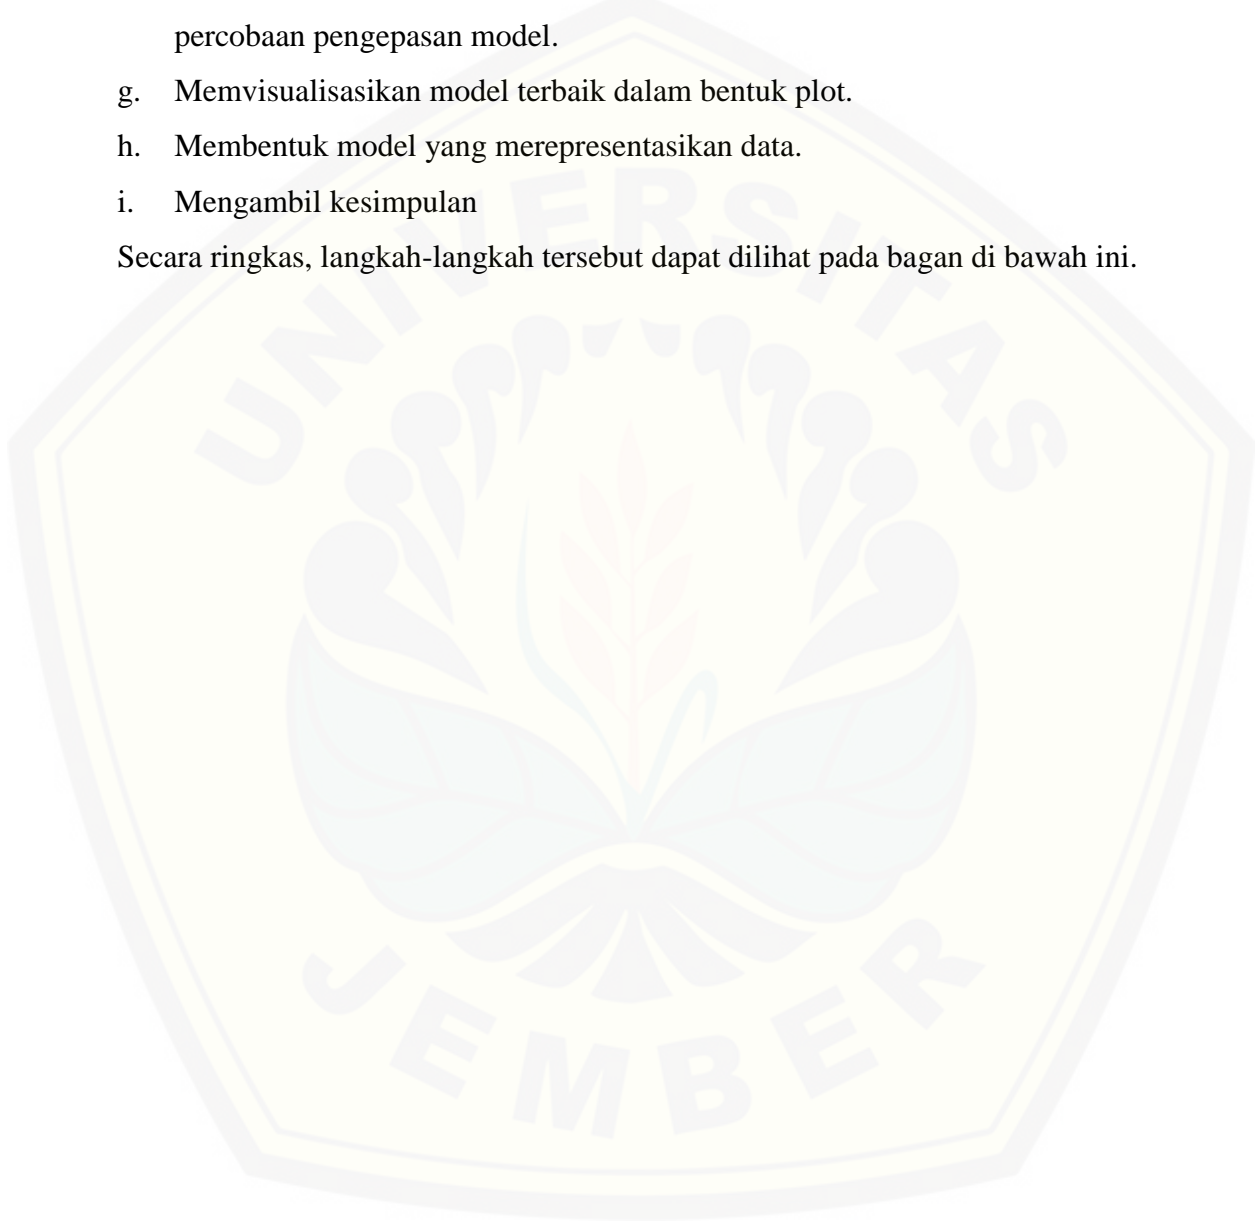 percobaan pengepasan model.
g. Memvisualisasikan model terbaik dalam bentuk plot.
h. Membentuk model yang merepresentasikan data.
i. Mengambil kesimpulan
Secara ringkas, langkah-langkah tersebut dapat dilihat pada bagan di bawah ini.
UNIVERSITAS
JEMBER